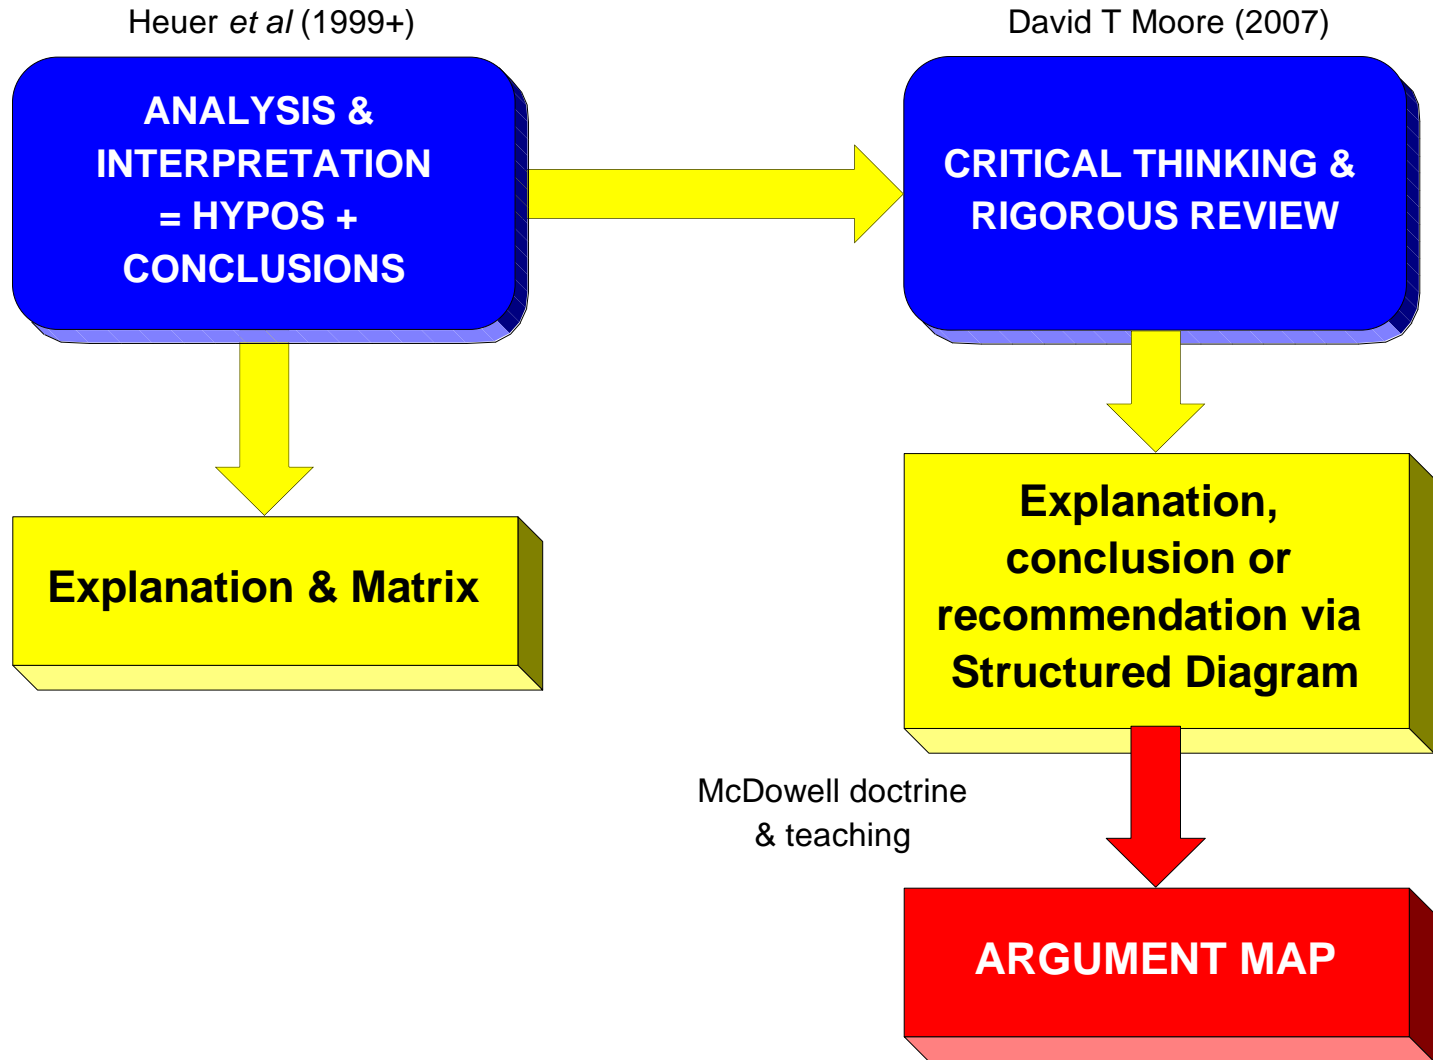 Heuer et al (1999+)
David T Moore (2007)
ANALYSIS &
INTERPRETATION
= HYPOS +
CONCLUSIONS
CRITICAL THINKING &
RIGOROUS REVIEW
Explanation & Matrix
Explanation,
conclusion or
recommendation via
Structured Diagram
McDowell doctrine
& teaching
ARGUMENT MAP